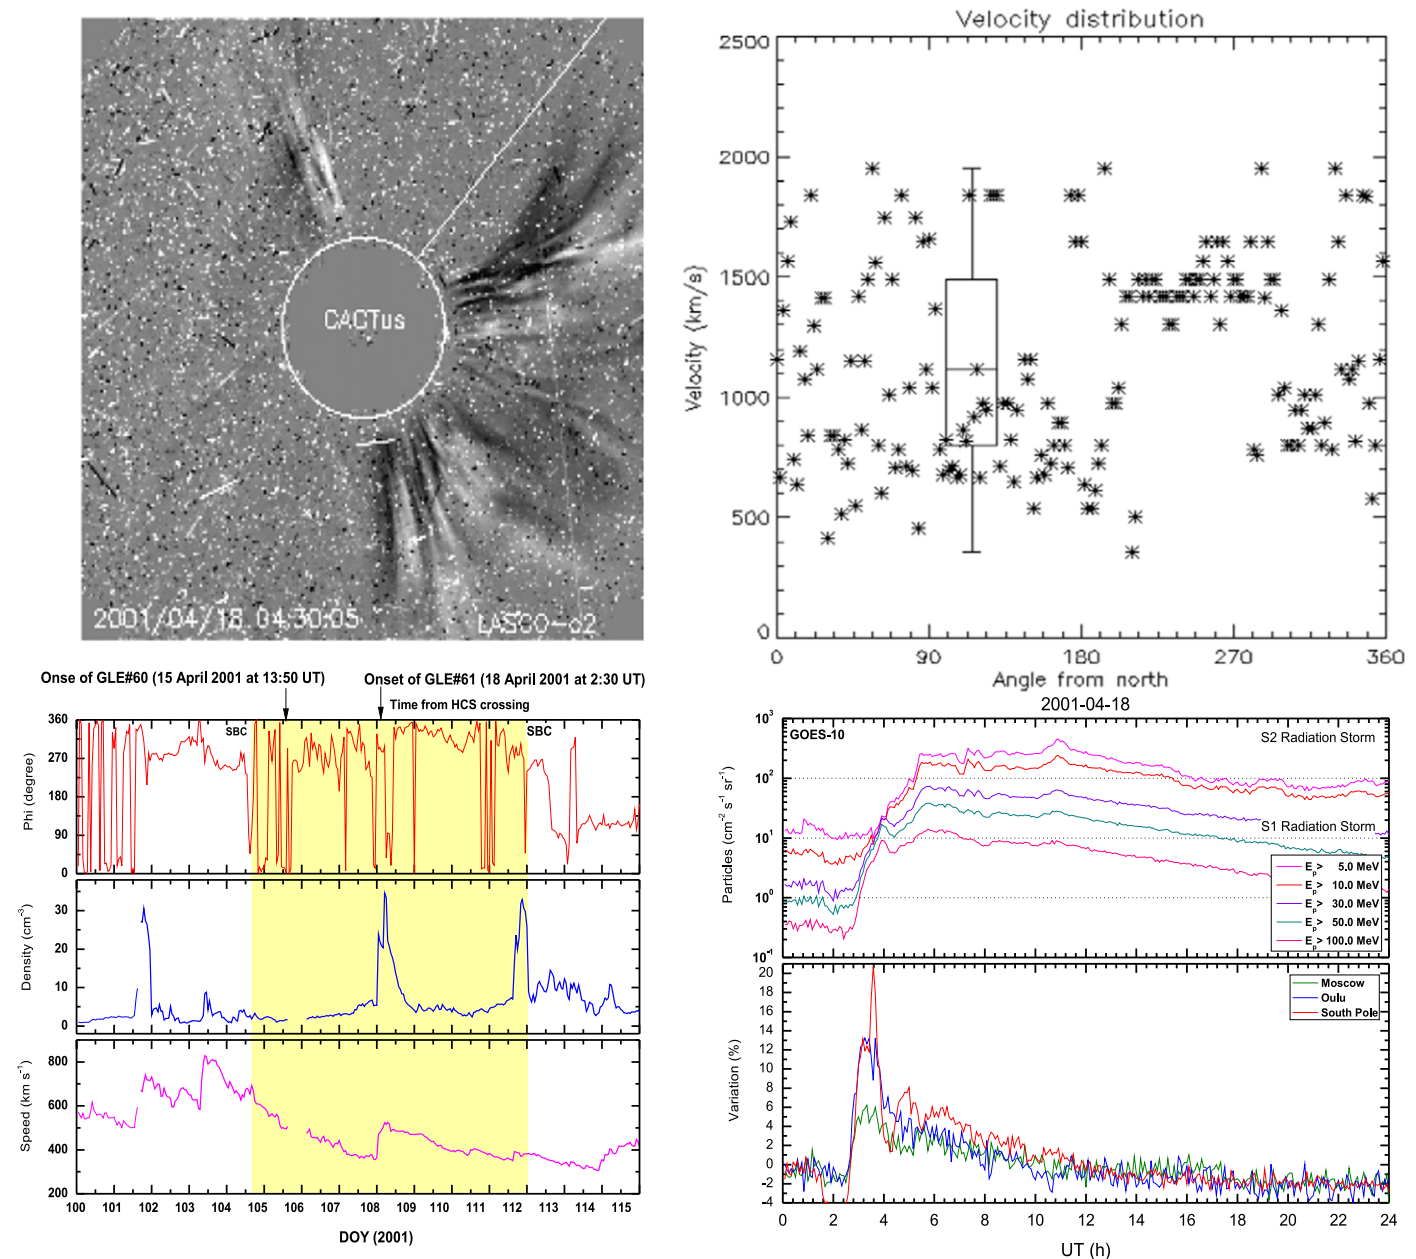 CACTus
2001/04/18 04:30:05
LASCO-c2
Velocity distribution
2500
2000
1500
1000
500
0
Velocity {km/s}
0 90 180 270 360
Angle from north
Onse of GLE#60 (15 April 2001 at 13:50 UT)
Onset of GLE#61 (18 April 2001 at 2:30 UT)
Time from HCS crossing
SBC
SBC
360
270
180
90
0
Phi (degree)
30
20
10
0
Density (cm⁻³)
800
600
400
200
Speed (km s⁻¹)
100 101 102 103 104 105 106 107 108 109 110 111 112 113 114 115
DOY (2001)
2001-04-18
GOES-10
S2 Radiation Storm
S1 Radiation Storm
10³
10²
10¹
10⁰
10⁻¹
Particles (cm⁻² s⁻¹ sr⁻¹)
Eₚ> 5.0 MeV
Eₚ> 10.0 MeV
Eₚ> 30.0 MeV
Eₚ> 50.0 MeV
Eₚ> 100.0 MeV
20
18
16
14
12
10
8
6
4
2
0
-2
-4
Variation (%)
Moscow
Oulu
South Pole
0 2 4 6 8 10 12 14 16 18 20 22 24
UT (h)